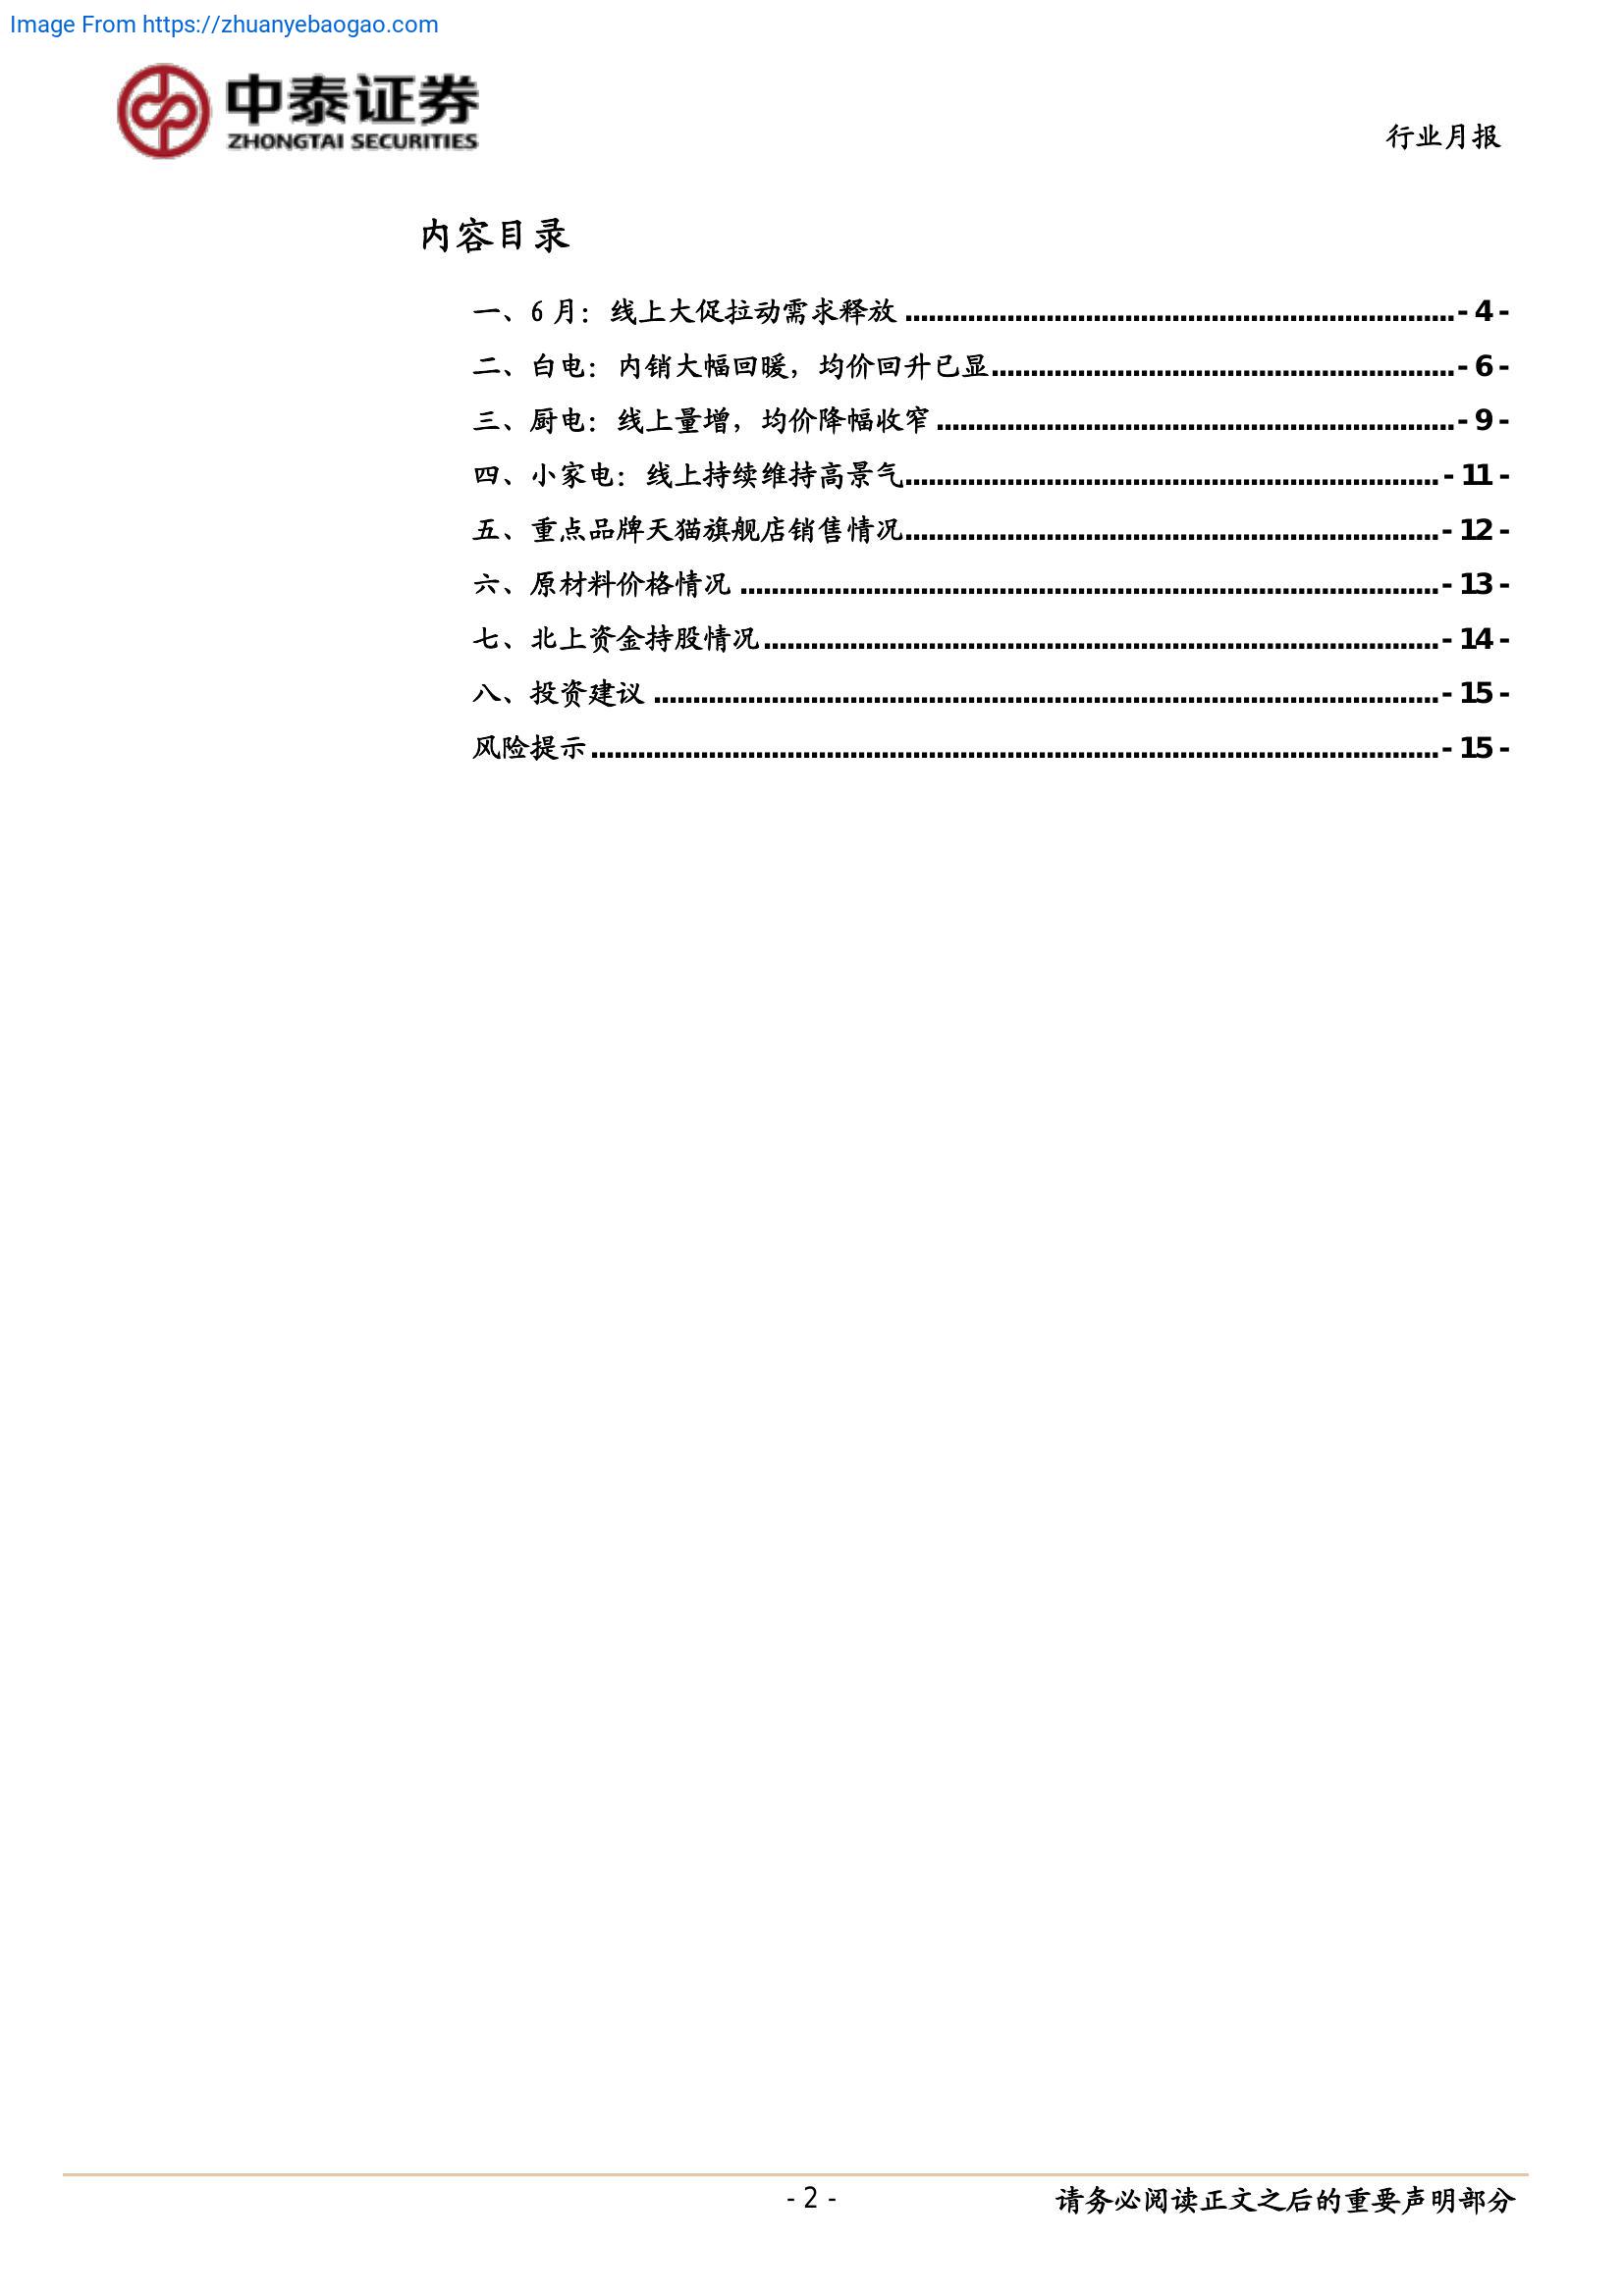 Image From https://zhuanyebaogao.com
中泰证券
ZHONGTAI SECURITIES
行业月报
内容目录
一、6 月：线上大促拉动需求释放 ........................................................................ - 4 -
二、白电：内销大幅回暖，均价回升已显............................................................. - 6 -
三、厨电：线上量增，均价降幅收窄 .................................................................... - 9 -
四、小家电：线上持续维持高景气...................................................................... - 11 -
五、重点品牌天猫旗舰店销售情况...................................................................... - 12 -
六、原材料价格情况 ........................................................................................... - 13 -
七、北上资金持股情况........................................................................................ - 14 -
八、投资建议 ...................................................................................................... - 15 -
风险提示.............................................................................................................. - 15 -
- 2 -
请务必阅读正文之后的重要声明部分